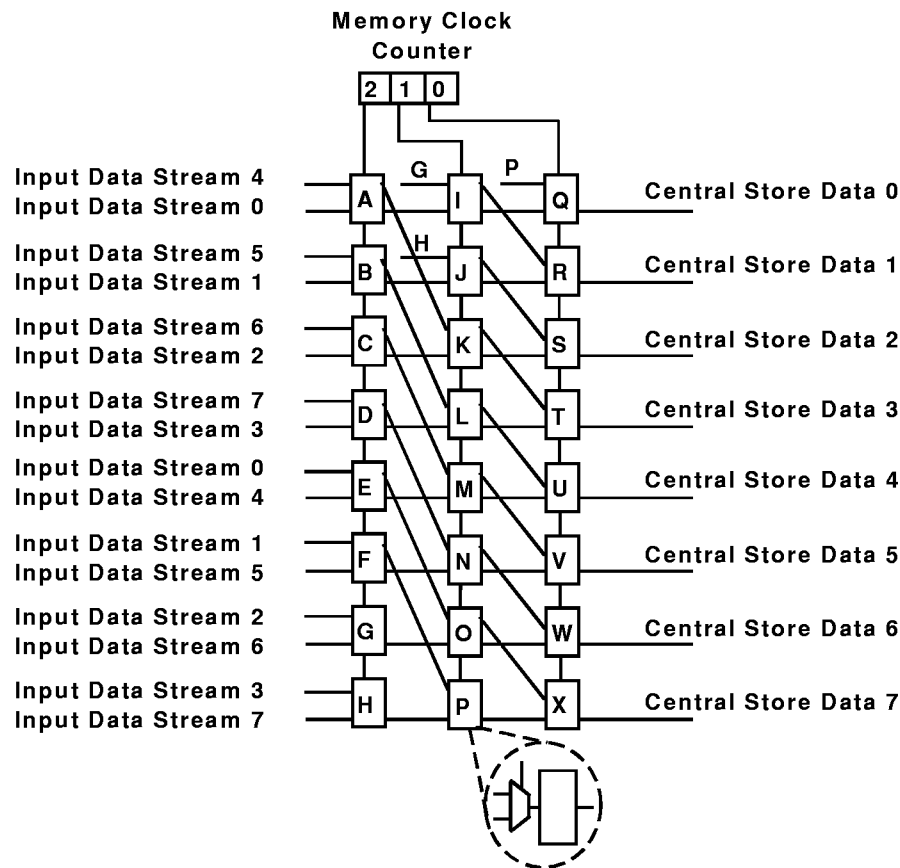 Memory Clock
Counter
2 1 0
G
P
Input Data Stream 4
Input Data Stream 0
A
I
Q
Central Store Data 0
H
Input Data Stream 5
Input Data Stream 1
B
J
R
Central Store Data 1
Input Data Stream 6
Input Data Stream 2
C
K
S
Central Store Data 2
Input Data Stream 7
Input Data Stream 3
D
L
T
Central Store Data 3
Input Data Stream 0
Input Data Stream 4
E
M
U
Central Store Data 4
Input Data Stream 1
Input Data Stream 5
F
N
V
Central Store Data 5
Input Data Stream 2
Input Data Stream 6
G
O
W
Central Store Data 6
Input Data Stream 3
Input Data Stream 7
H
P
X
Central Store Data 7